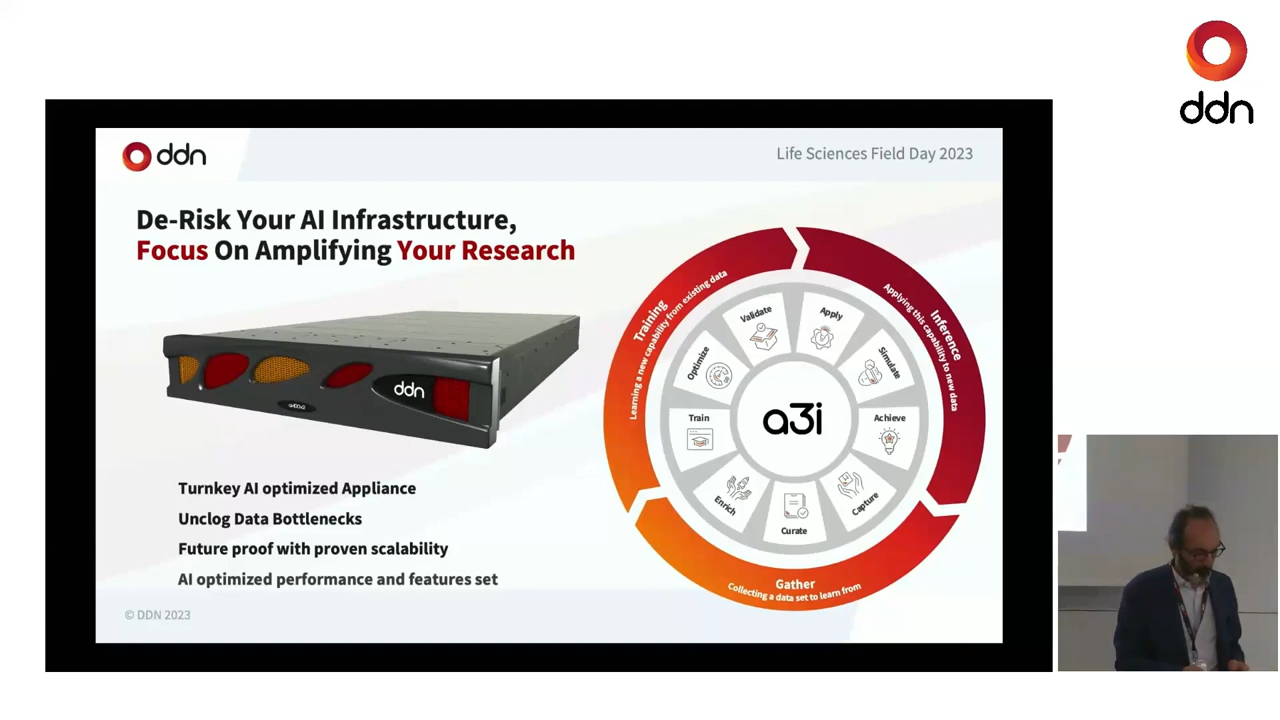 ddn
ddn
Life Sciences Field Day 2023
De-Risk Your AI Infrastructure,
Focus On Amplifying Your Research
ddn
Turnkey AI optimized Appliance
Unclog Data Bottlenecks
Future proof with proven scalability
AI optimized performance and features set
© DDN 2023
Training
Learning a new capability from existing data
Inference
Applying this capability to new data
Gather
Collecting a data set to learn from
Validate
Apply
Simulate
Achieve
Capture
Curate
Enrich
Train
Optimize
a3i